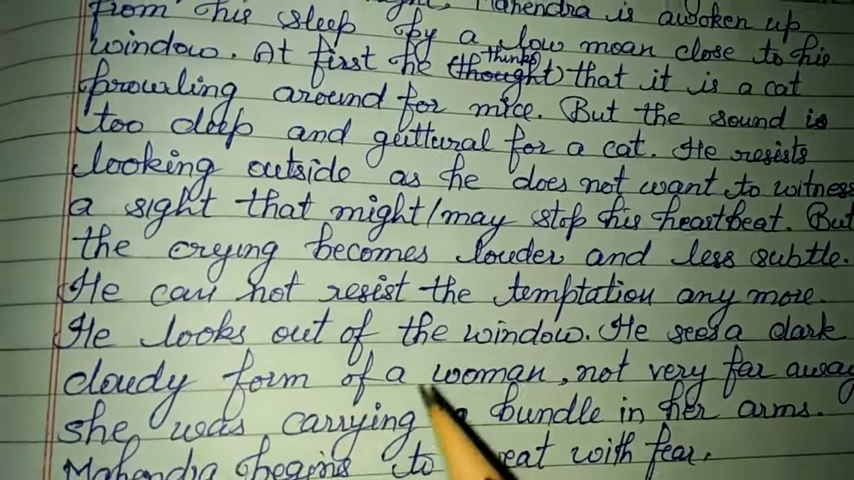 Mahendra is awoken up
from his sleep by a low moan close to his
window. At first he (thought) thinks that it is a cat
prowling around for mice. But the sound is
too deep and guttural for a cat. He resists
looking outside as he does not want to witness
a sight that might/may stop his heartbeat. But
the crying becomes louder and less subtle.
He can not resist the temptation any more.
He looks out of the window. He sees a dark
cloudy form of a woman, not very far away
she was carrying bundle in her arms.
Mahendra begins to with fear.